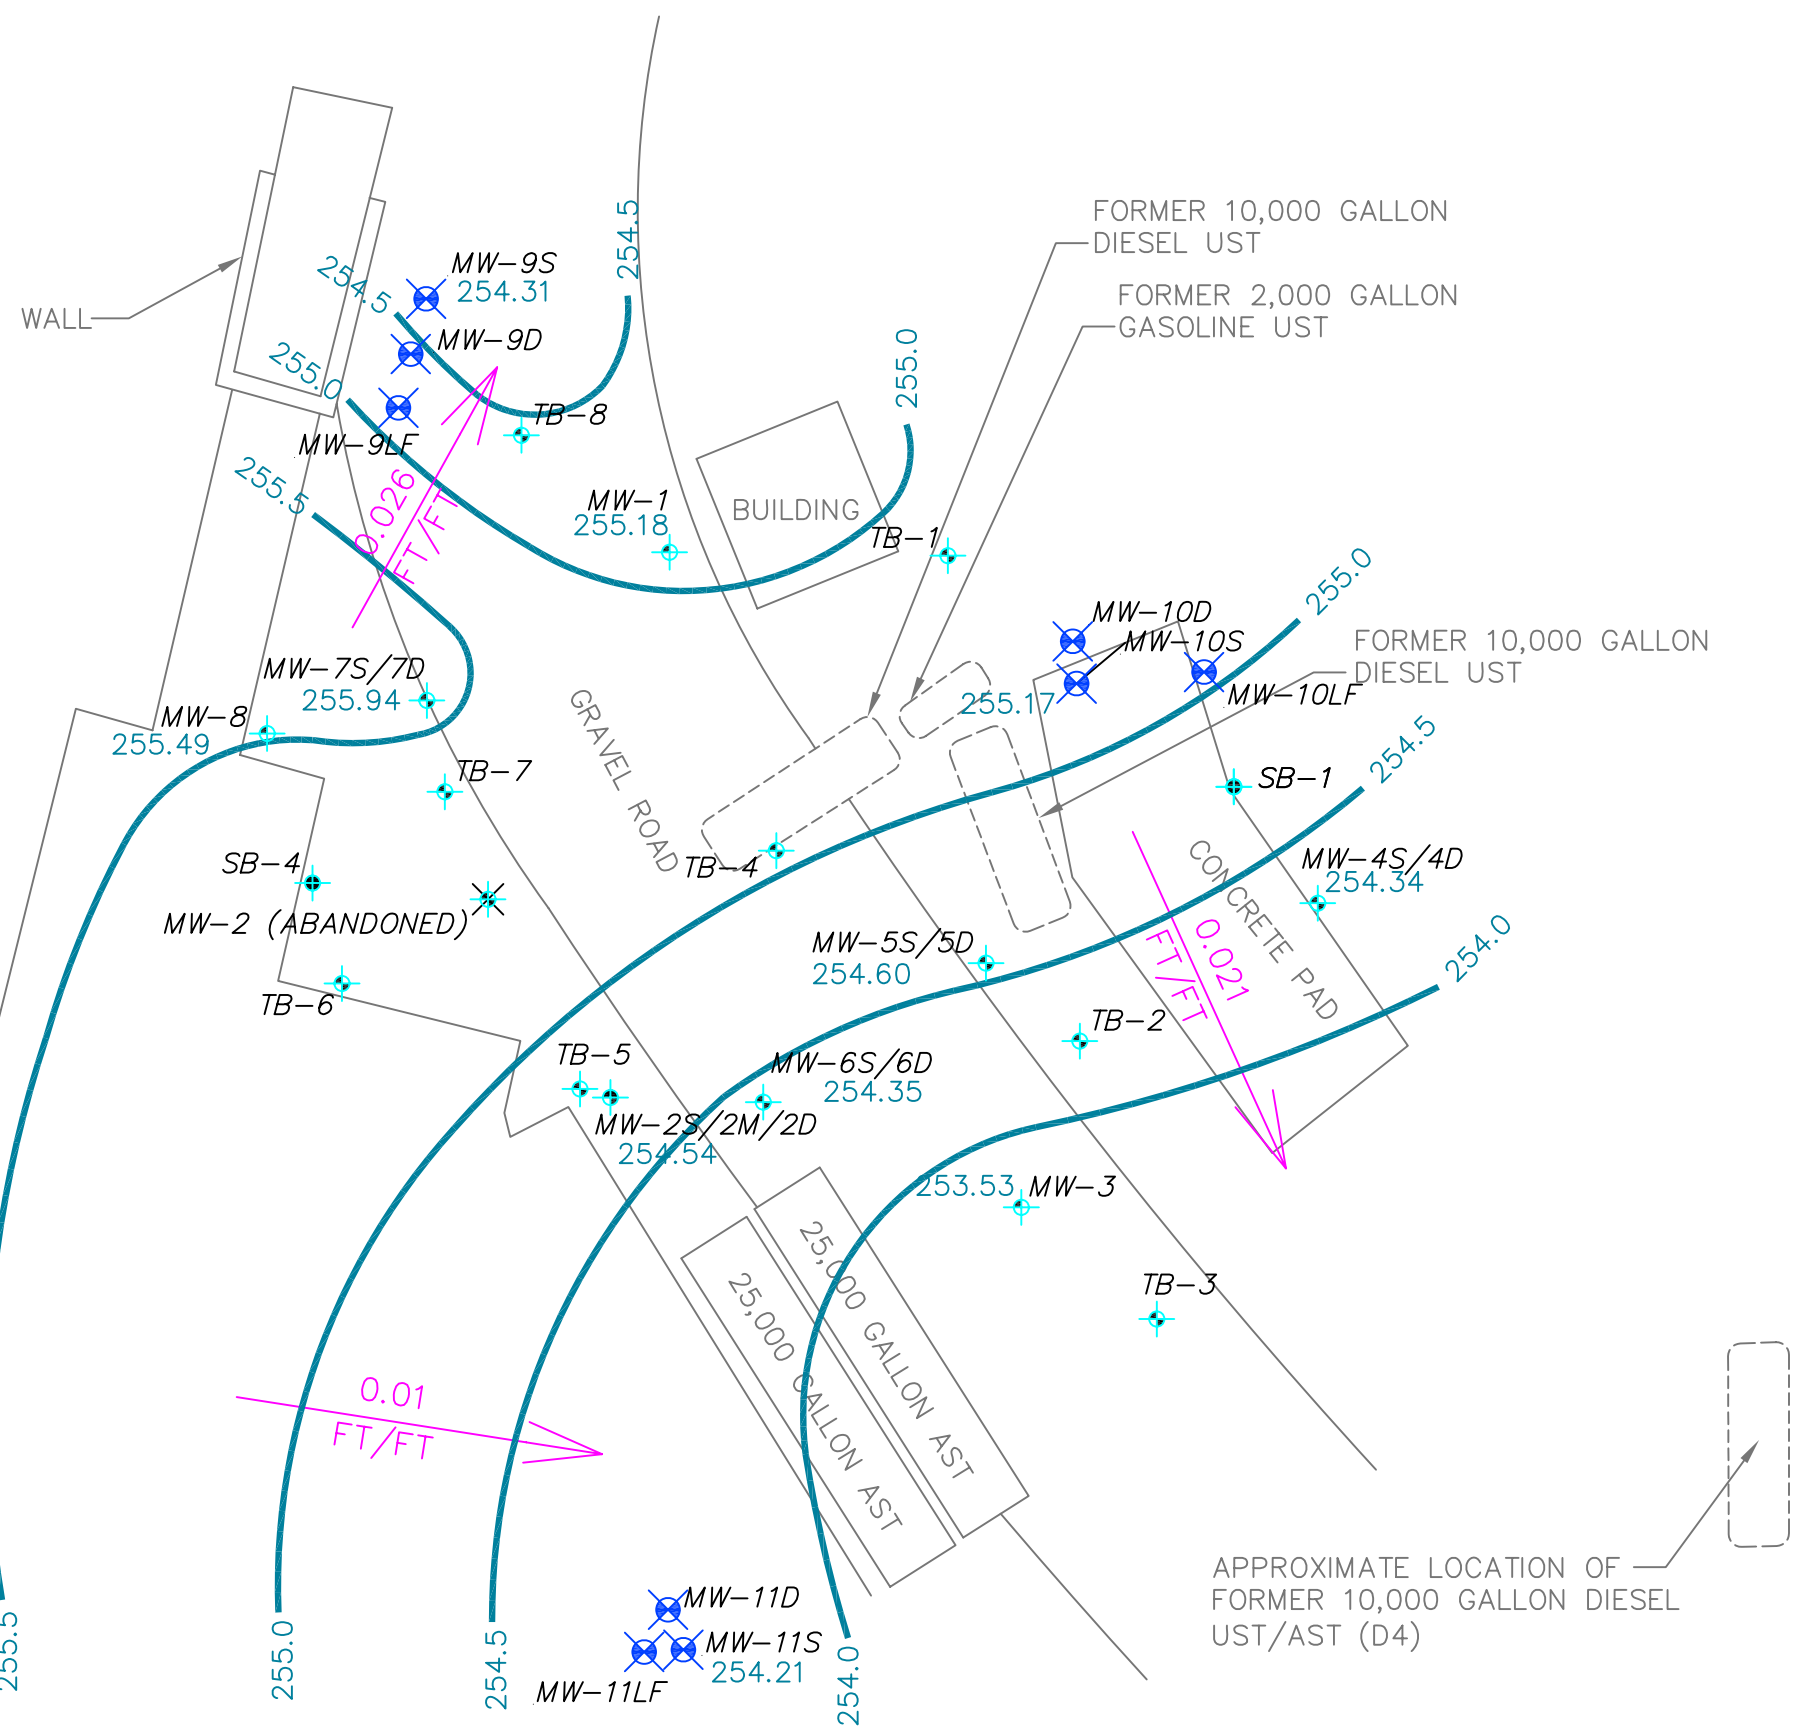 254.5
FORMER 10,000 GALLON
DIESEL UST
MW-9S
254.31
254.5
FORMER 2,000 GALLON
GASOLINE UST
WALL
MW-9D
255.0
255.0
TB-8
MW-9LF
255.5
0.026
FT/FT
MW-1
255.18
BUILDING
TB-1
255.0
MW-10D
MW-10S
FORMER 10,000 GALLON
DIESEL UST
MW-7S/7D
255.94
255.17
MW-10LF
MW-8
255.49
GRAVEL ROAD
TB-7
254.5
SB-1
SB-4
TB-4
CONCRETE PAD
MW-4S/4D
254.34
MW-2 (ABANDONED)
MW-5S/5D
254.60
0.021
FT/FT
254.0
TB-6
TB-2
TB-5
MW-6S/6D
254.35
MW-2S/2M/2D
254.54
253.53
MW-3
25,000 GALLON AST
25,000 GALLON AST
TB-3
0.01
FT/FT
APPROXIMATE LOCATION OF
FORMER 10,000 GALLON DIESEL
UST/AST (D4)
MW-11D
MW-11S
254.21
MW-11LF
255.5
255.0
254.5
254.0